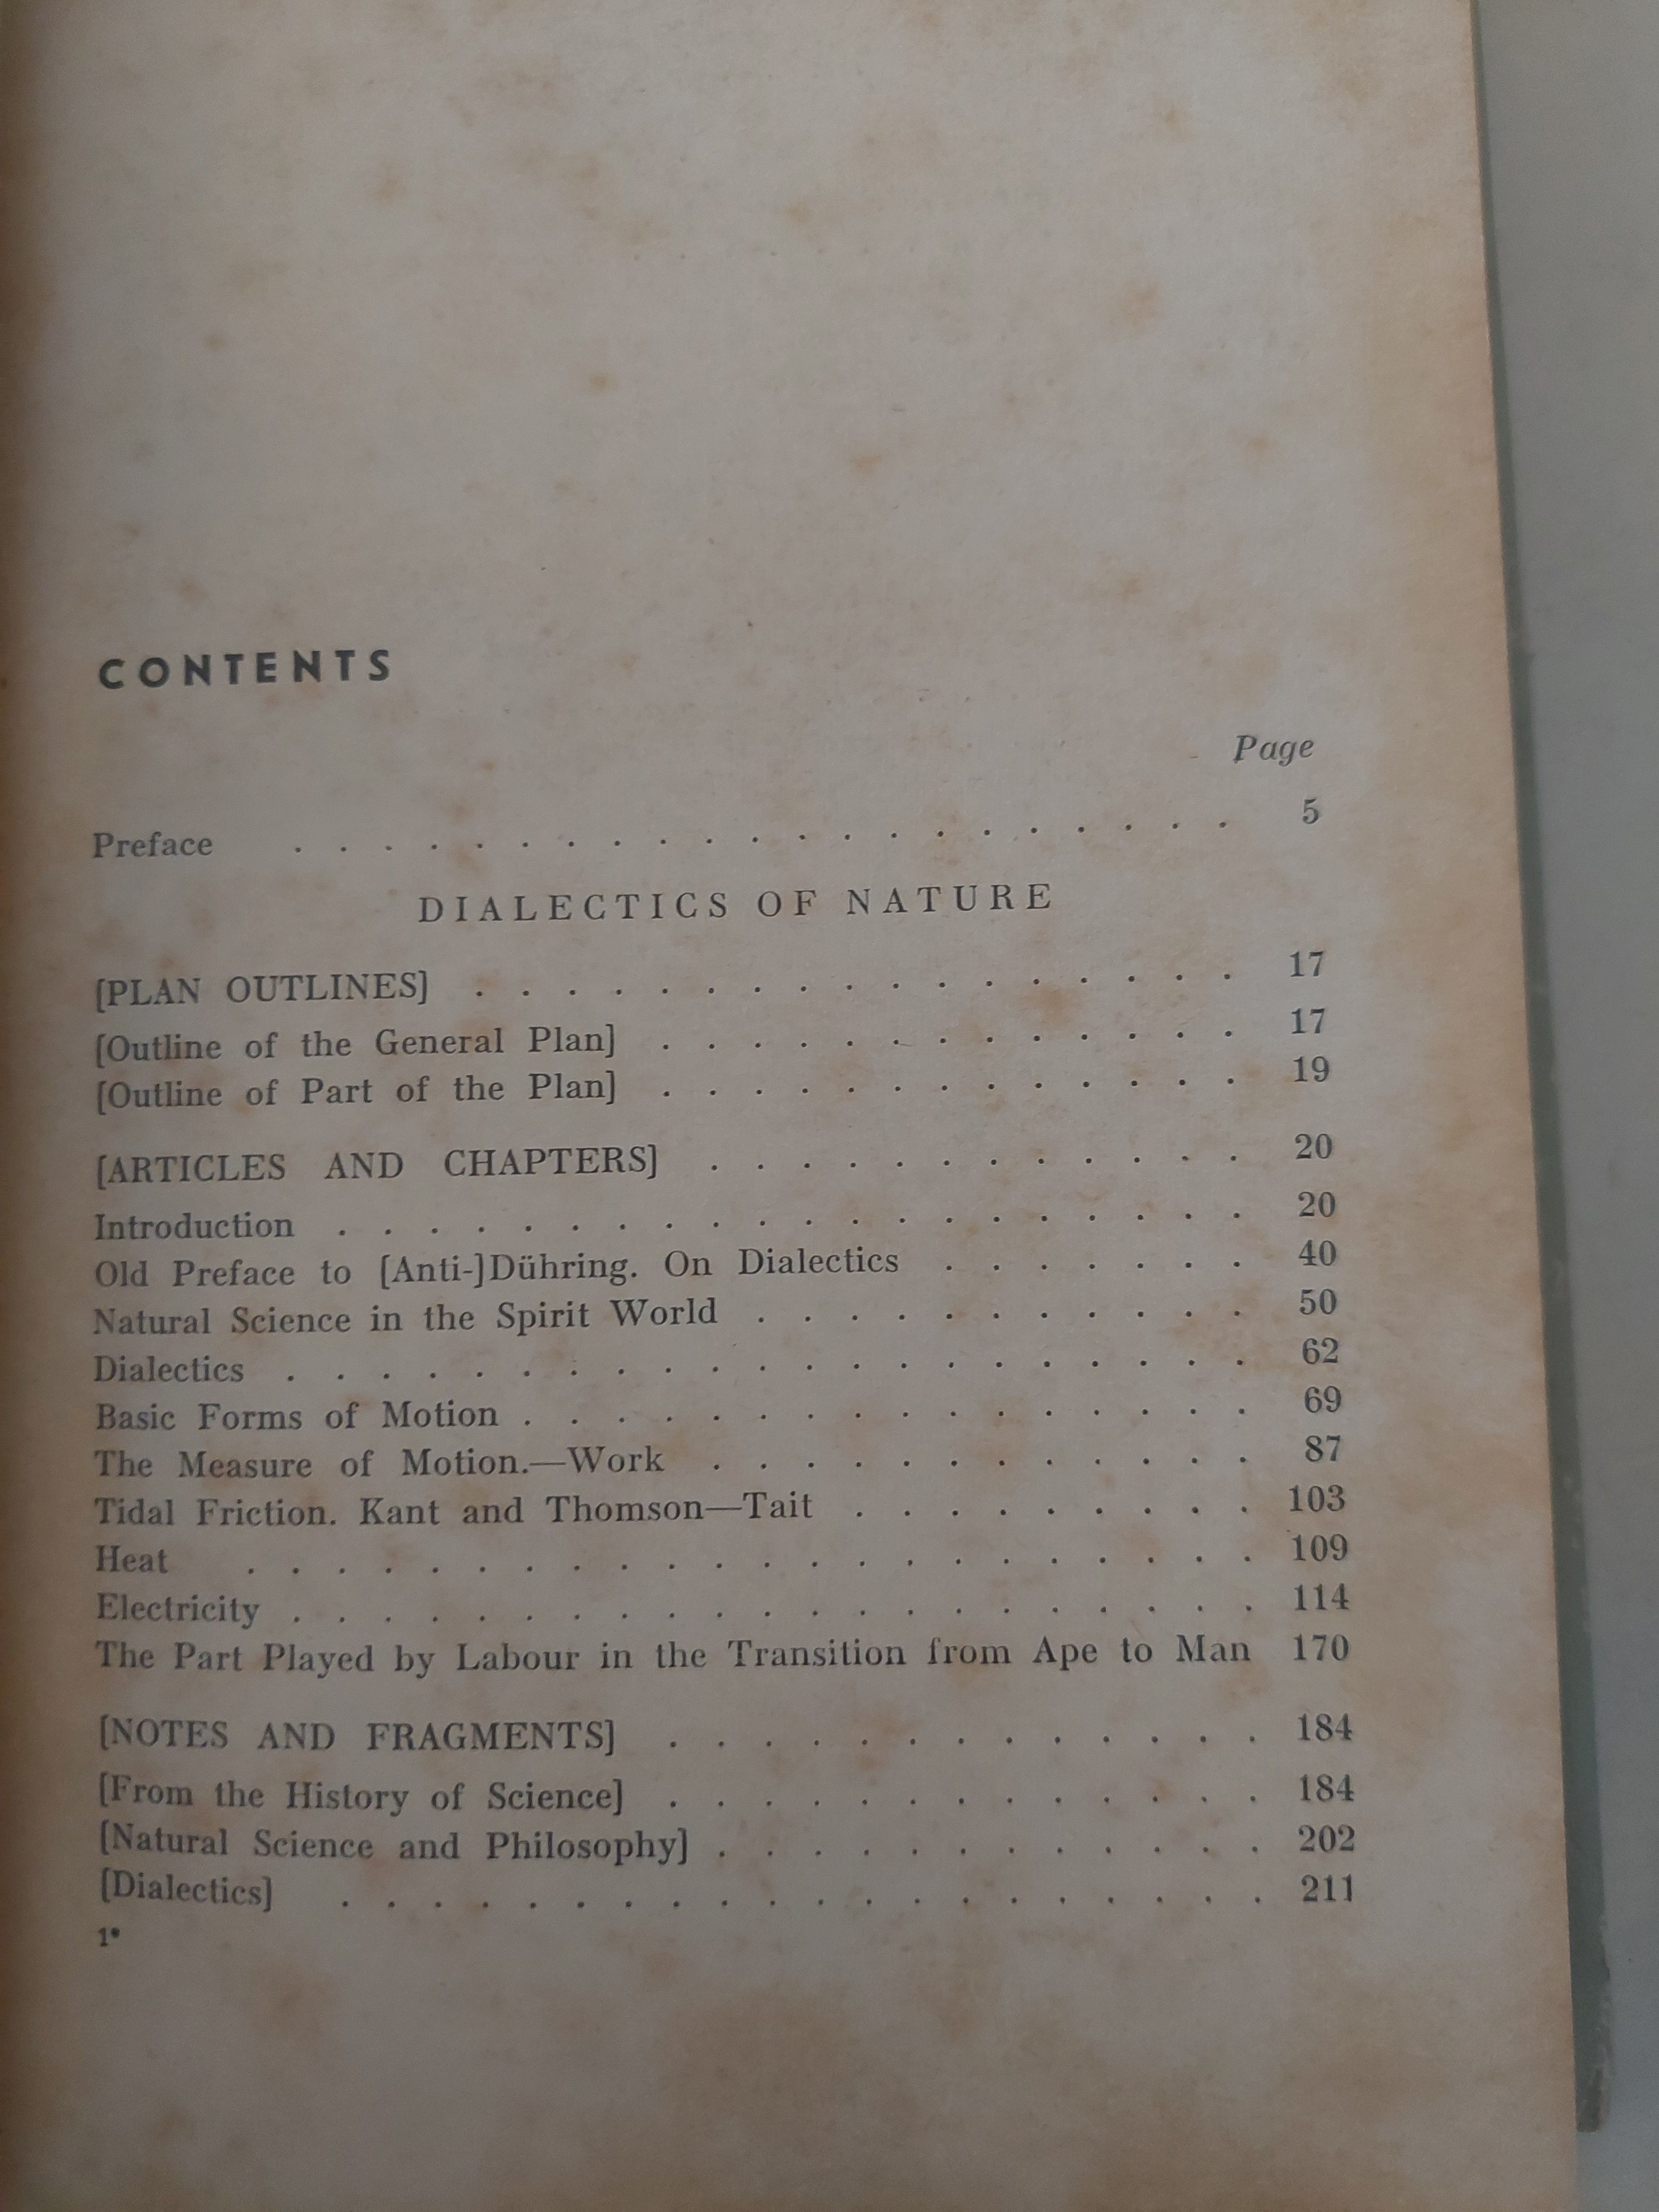 CONTENTS
Page
Preface . . . . . . . . . . . . . . . . . . . . . 5
DIALECTICS OF NATURE
[PLAN OUTLINES] . . . . . . . . . . . . . . . . . 17
[Outline of the General Plan] . . . . . . . . . . . . . 17
[Outline of Part of the Plan] . . . . . . . . . . . . . 19
[ARTICLES AND CHAPTERS] . . . . . . . . . . . . 20
Introduction . . . . . . . . . . . . . . . . . . . . 20
Old Preface to [Anti-]Dühring. On Dialectics . . . . . . . 40
Natural Science in the Spirit World . . . . . . . . . . . 50
Dialectics . . . . . . . . . . . . . . . . . . . . . 62
Basic Forms of Motion . . . . . . . . . . . . . . . . 69
The Measure of Motion.—Work . . . . . . . . . . . . 87
Tidal Friction. Kant and Thomson—Tait . . . . . . . . . 103
Heat . . . . . . . . . . . . . . . . . . . . . . 109
Electricity . . . . . . . . . . . . . . . . . . . . . 114
The Part Played by Labour in the Transition from Ape to Man 170
[NOTES AND FRAGMENTS] . . . . . . . . . . . . . 184
[From the History of Science] . . . . . . . . . . . . . 184
[Natural Science and Philosophy] . . . . . . . . . . . . 202
[Dialectics] . . . . . . . . . . . . . . . . . . . . 211
1*